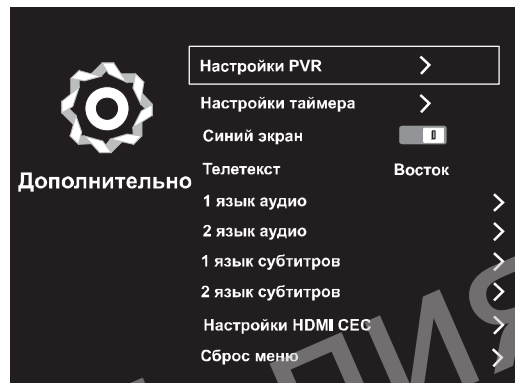 Настройки PVR
Настройки таймера
Синий экран
Дополнительно
Телетекст Восток
1 язык аудио
2 язык аудио
1 язык субтитров
2 язык субтитров
Настройки HDMI CEC
Сброс меню